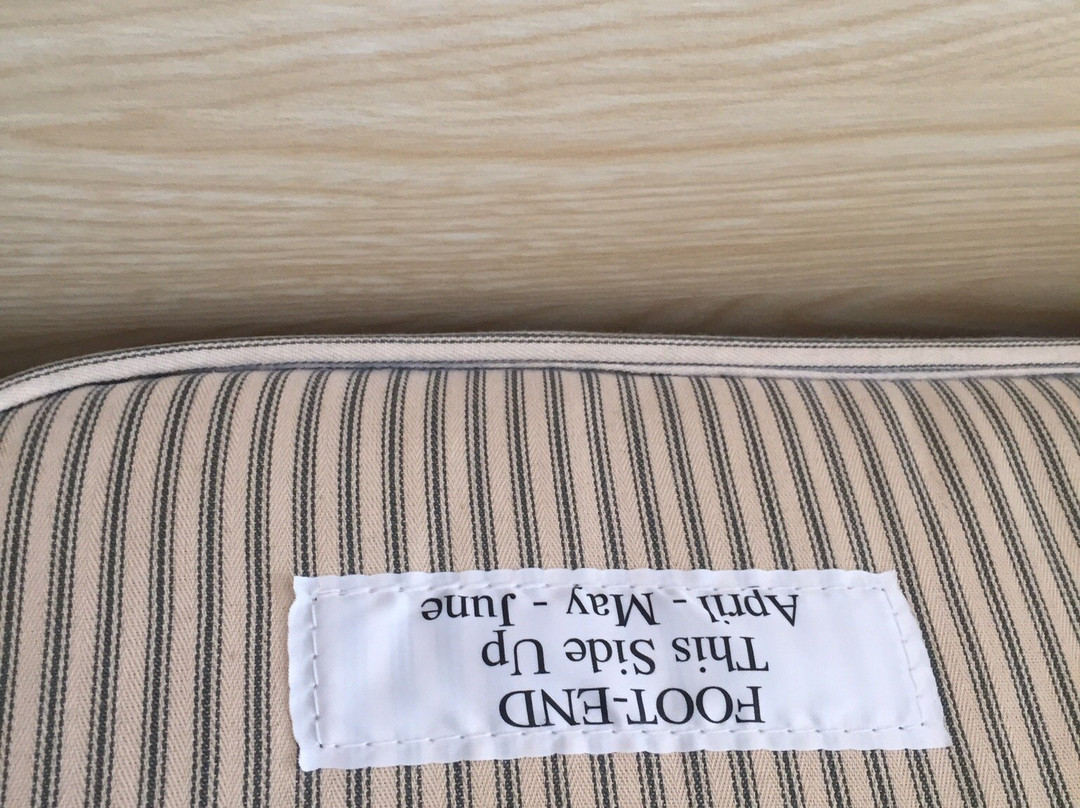 FOOT-END
This Side Up
April - May - June